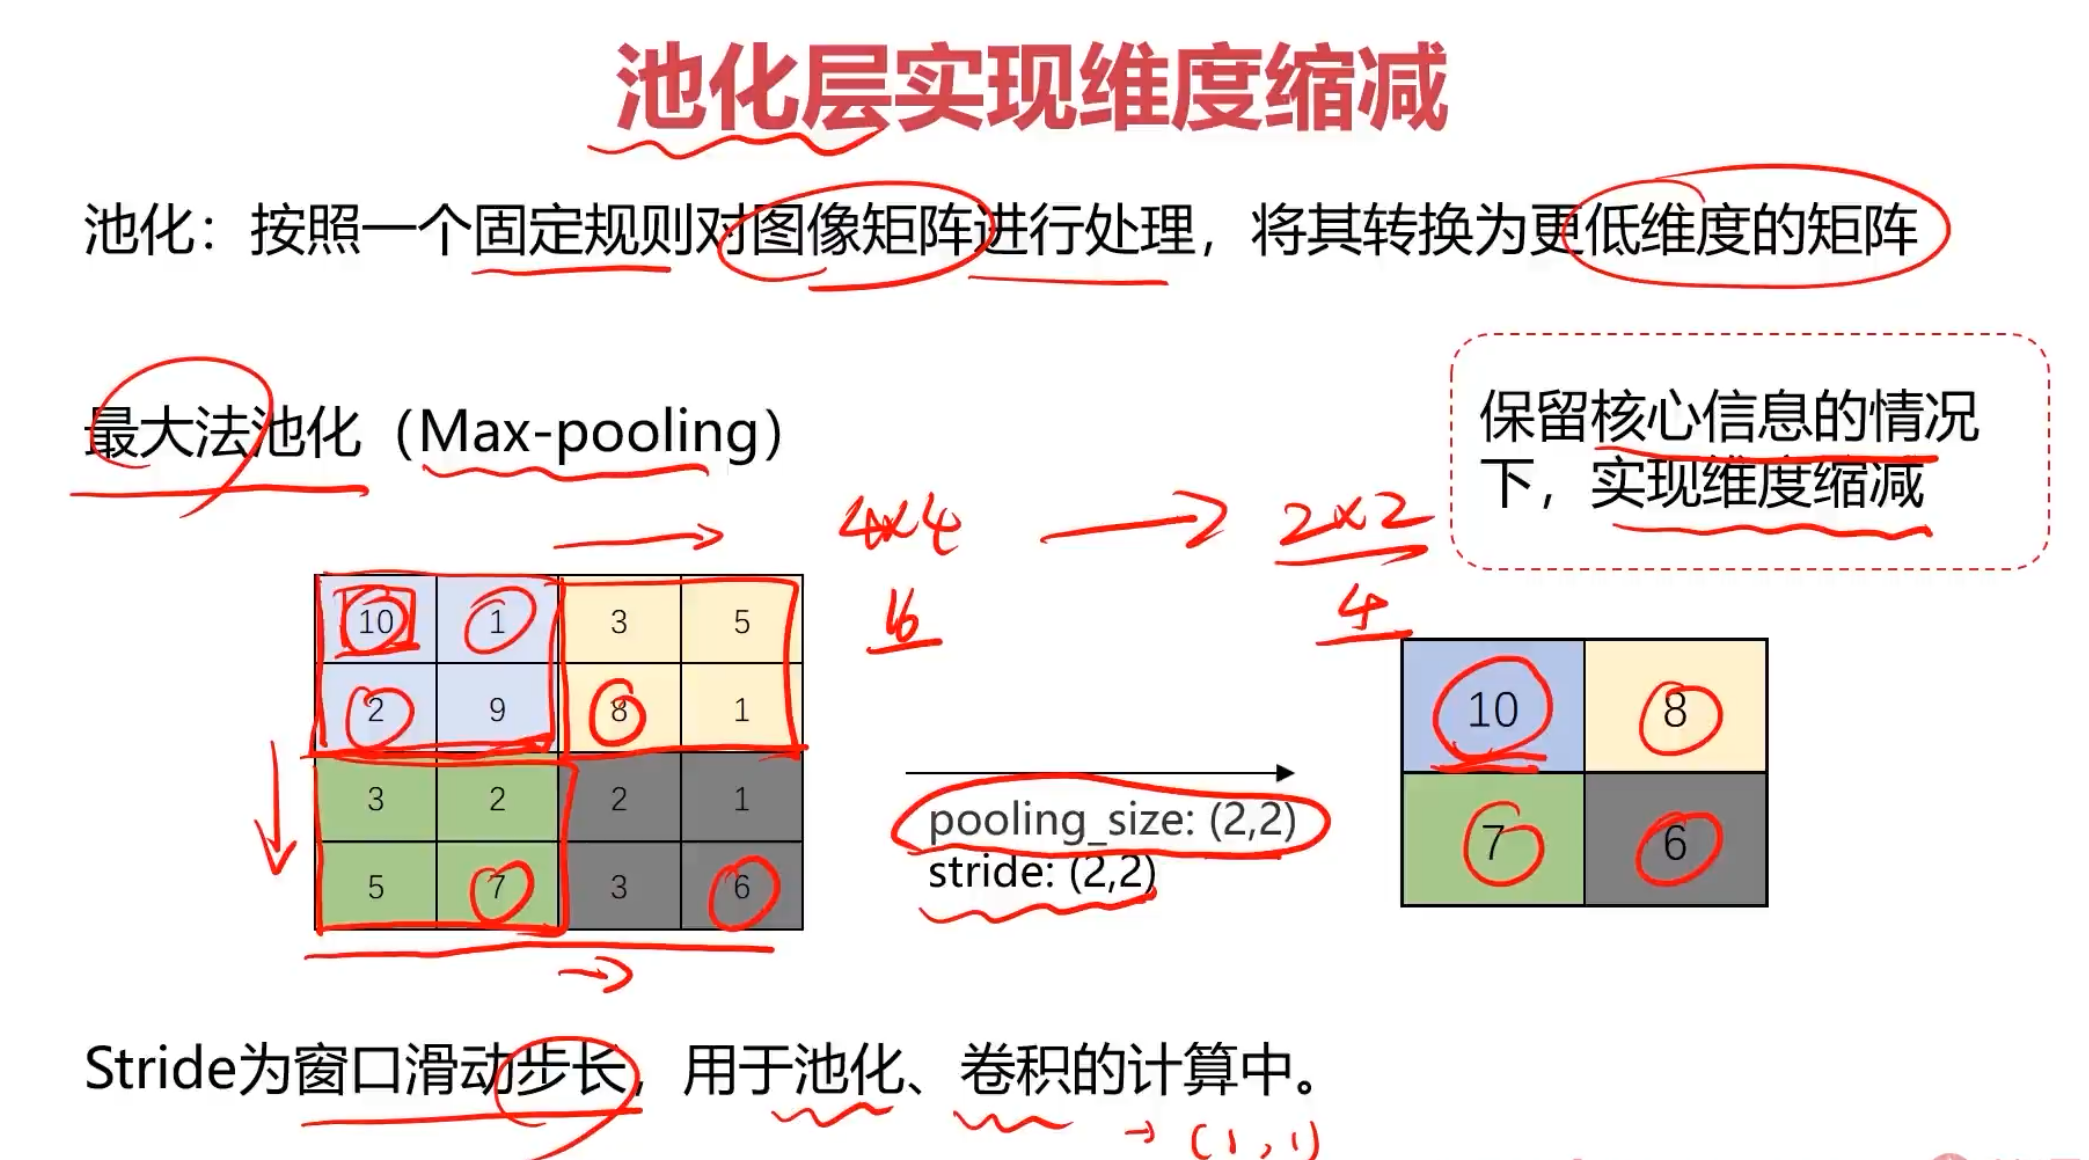 池化层实现维度缩减
池化：按照一个固定规则对图像矩阵进行处理，将其转换为更低维度的矩阵
保留核心信息的情况
下，实现维度缩减
最大法池化（Max-pooling）
4x4 2x2
16 4
10 1 3 5
2 9 8 1
3 2 2 1
5 7 3 6
pooling_size: (2,2)
stride: (2,2)
10 8
7 6
Stride为窗口滑动步长，用于池化、卷积的计算中。
(1,1)